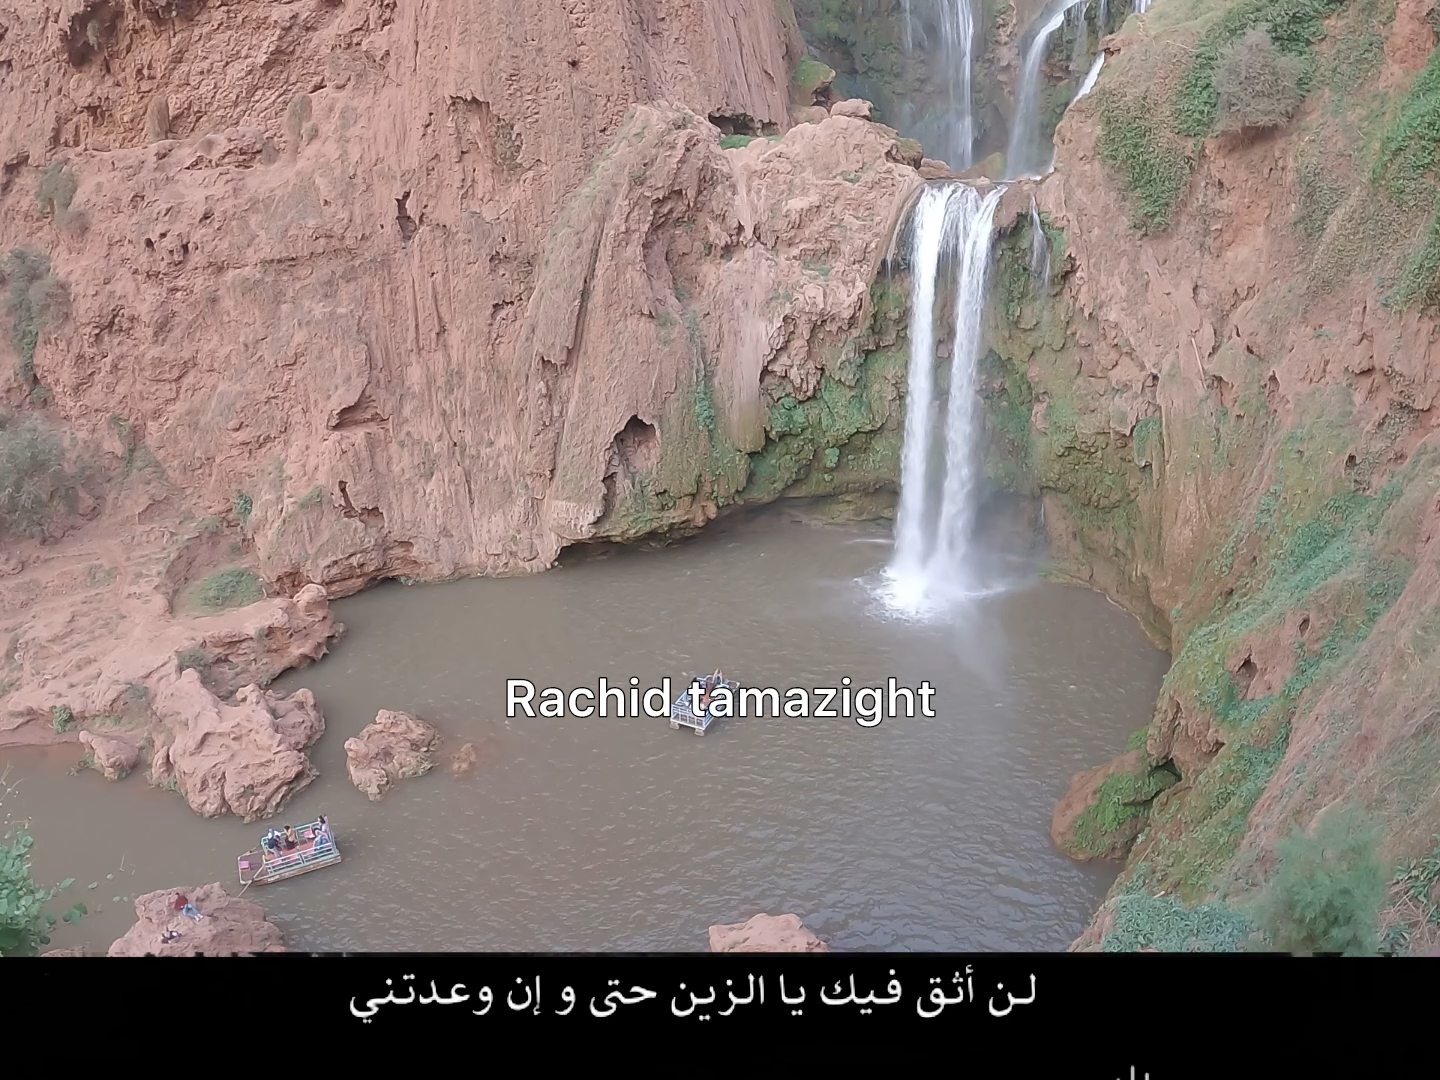 Rachid tamazight
لن أثق فيك يا الزين حتى و إن وعدتني